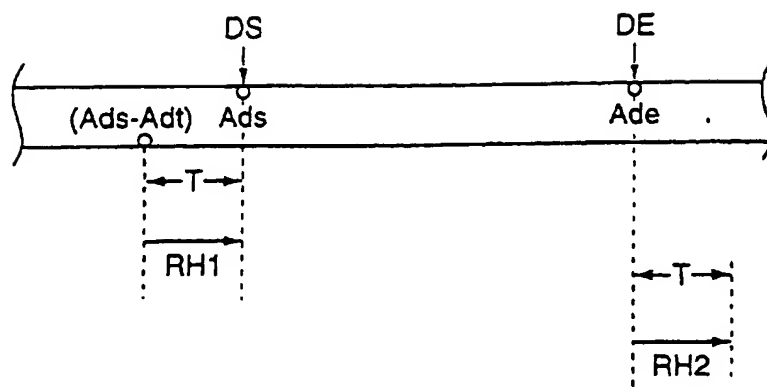 DS DE
(Ads-Adt) Ads Ade
T
RH1
T
RH2